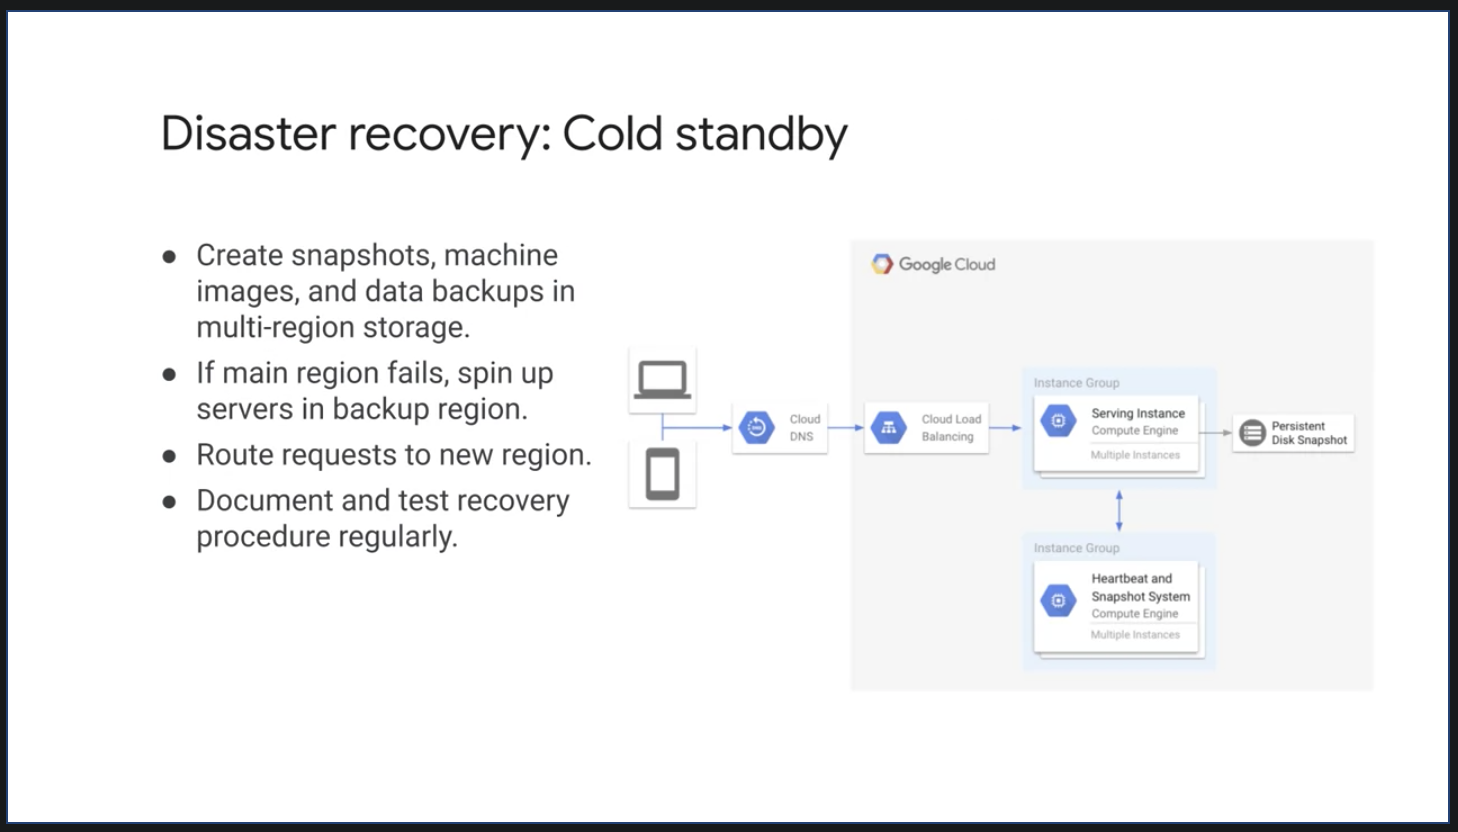 Disaster recovery: Cold standby
● Create snapshots, machine
images, and data backups in
multi-region storage.
● If main region fails, spin up
servers in backup region.
● Route requests to new region.
● Document and test recovery
procedure regularly.
Google Cloud
Cloud
DNS
Cloud Load
Balancing
Instance Group
Serving Instance
Compute Engine
Multiple Instances
Persistent
Disk Snapshot
Instance Group
Heartbeat and
Snapshot System
Compute Engine
Multiple Instances